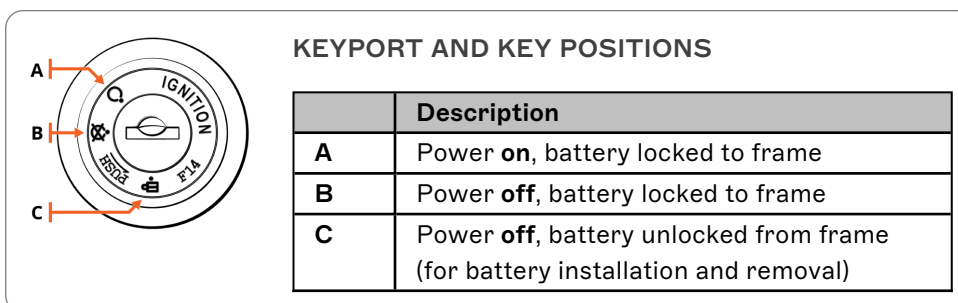 KEYPORT AND KEY POSITIONS
A
B
C
IGNITION
PUSH
F14
Description
A Power on, battery locked to frame
B Power off, battery locked to frame
C Power off, battery unlocked from frame
(for battery installation and removal)